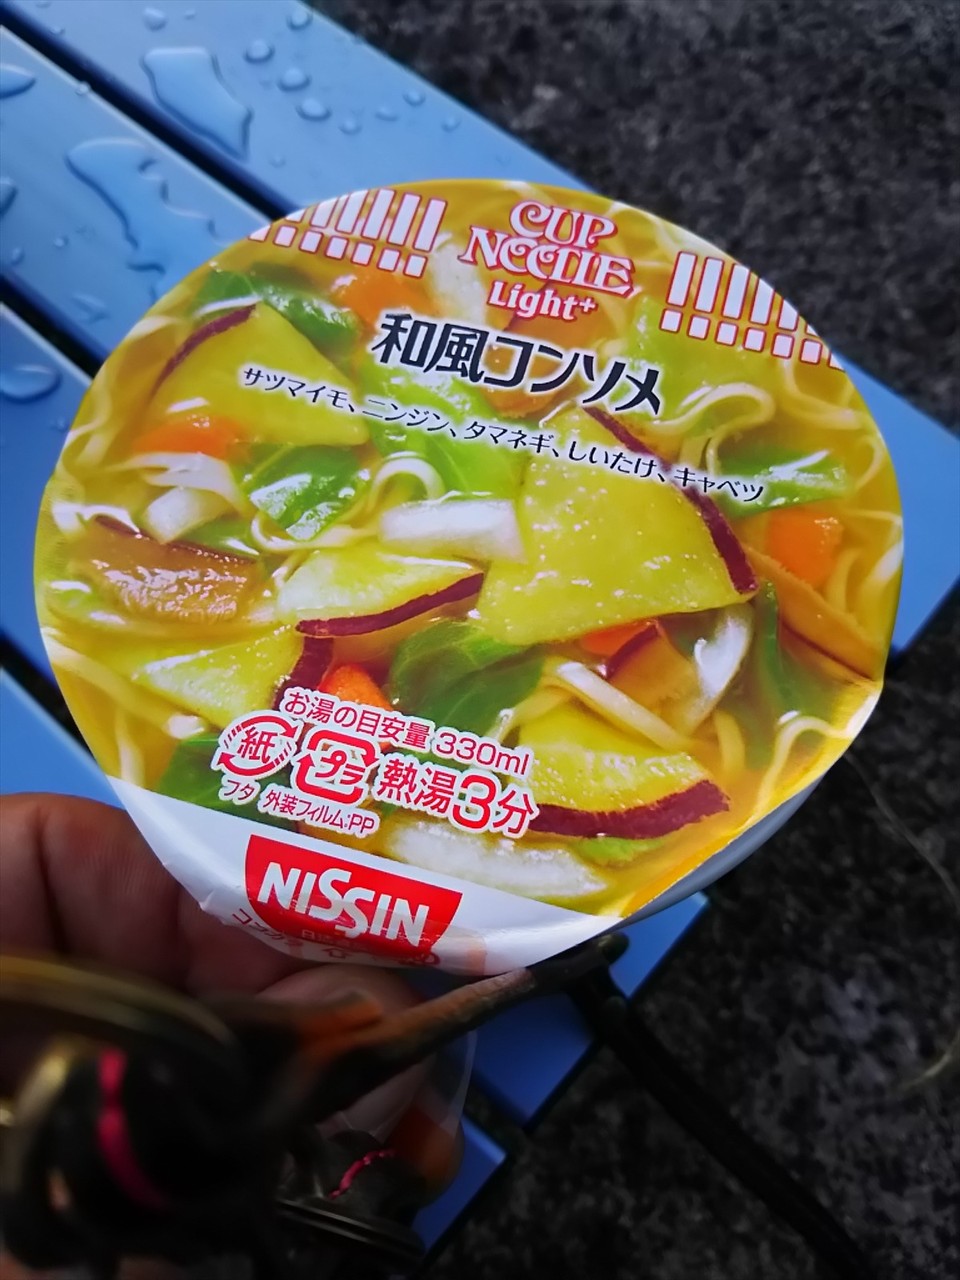 CUP
NOODLE
Light+
和風コンソメ
サツマイモ、ニンジン、タマネギ、しいたけ、キャベツ
お湯の目安量 330ml
紙 プラ 熱湯3分
フタ 外装フィルム:PP
NISSIN